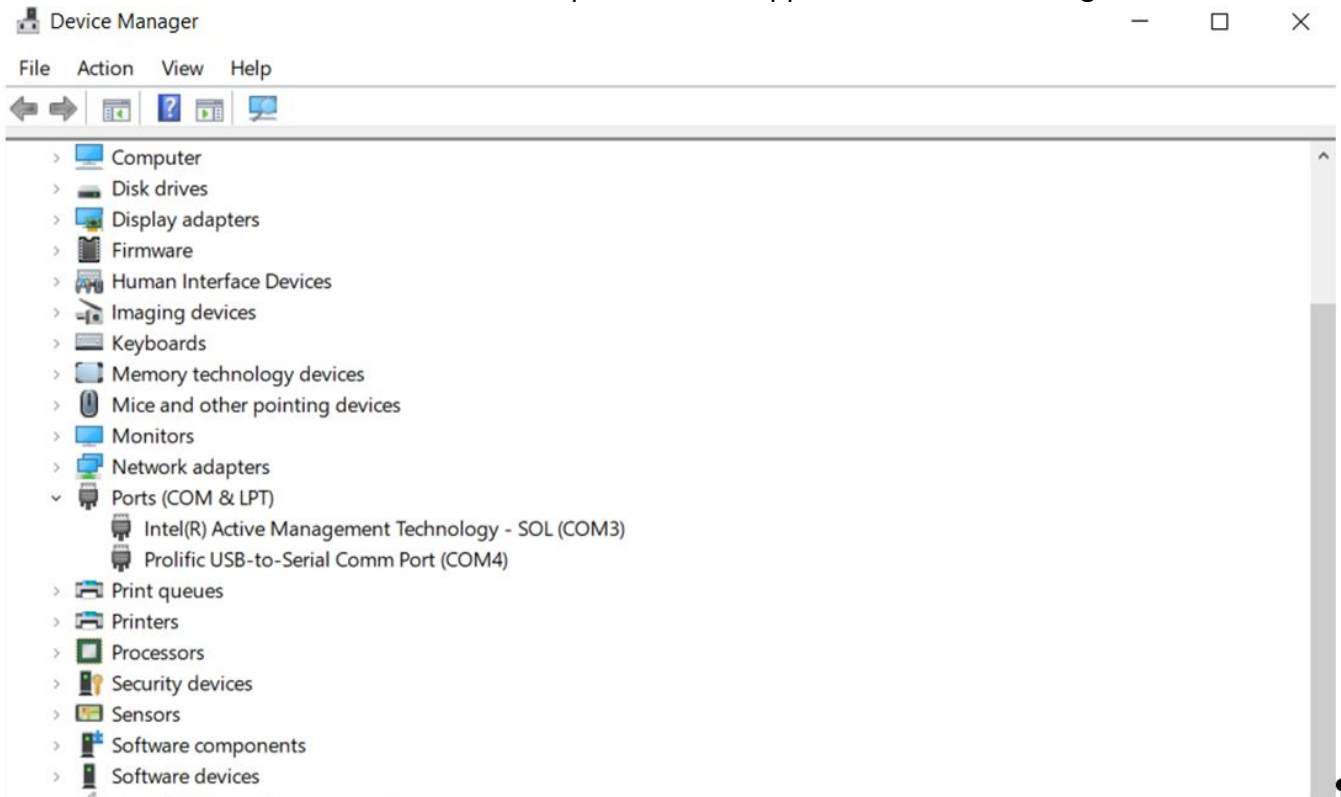 Device Manager
File Action View Help
Computer
Disk drives
Display adapters
Firmware
Human Interface Devices
Imaging devices
Keyboards
Memory technology devices
Mice and other pointing devices
Monitors
Network adapters
Ports (COM & LPT)
Intel(R) Active Management Technology - SOL (COM3)
Prolific USB-to-Serial Comm Port (COM4)
Print queues
Printers
Processors
Security devices
Sensors
Software components
Software devices